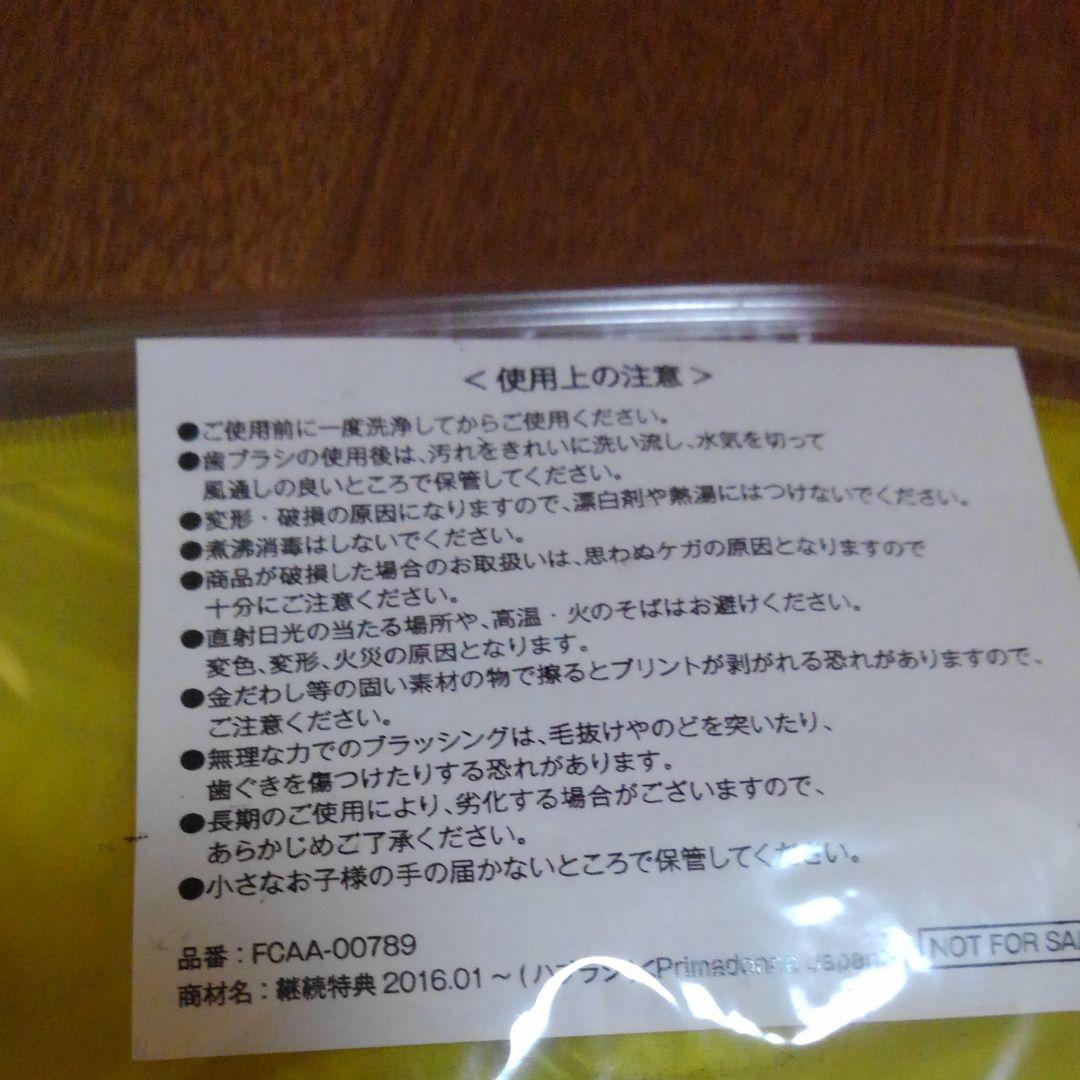 ＜使用上の注意＞
●ご使用前に一度洗浄してからご使用ください。
●歯ブラシの使用後は、汚れをきれいに洗い流し、水気を切って
風通しの良いところで保管してください。
●変形・破損の原因になりますので、漂白剤や熱湯にはつけないでください。
●煮沸消毒はしないでください。
●商品が破損した場合のお取扱いは、思わぬケガの原因となりますので
十分にご注意ください。
●直射日光の当たる場所や、高温・火のそばはお避けください。
変色、変形、火災の原因となります。
●金だわし等の固い素材の物で擦るとプリントが剥がれる恐れがありますので、
ご注意ください。
●無理な力でのブラッシングは、毛抜けやのどを突いたり、
歯ぐきを傷つけたりする恐れがあります。
●長期のご使用により、劣化する場合がございますので、
あらかじめご了承ください。
●小さなお子様の手の届かないところで保管してください。
品番：FCAA-00789
NOT FOR SA
商材名：継続特典 2016.01～(ハブラシ)＜Primadonna Japan